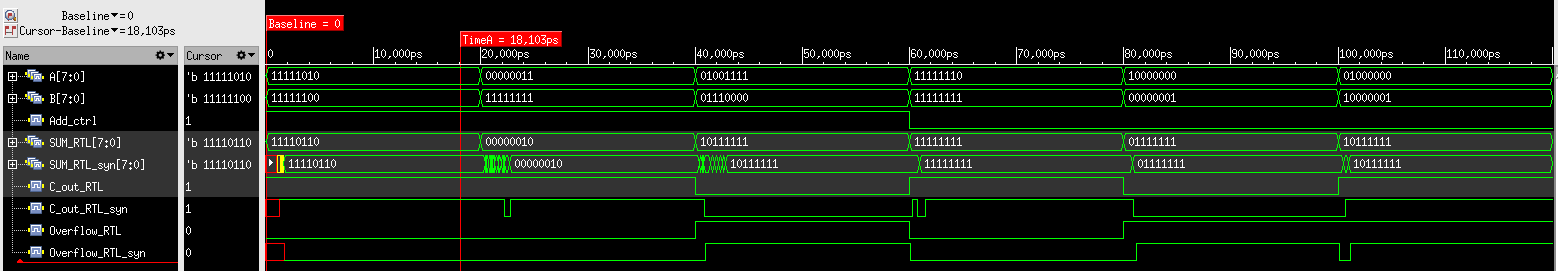 Baseline▼=0
Cursor-Baseline▼=18,103ps
Baseline = 0
TimeA = 18,103ps
Name
Cursor
0 10,000ps 20,000ps 30,000ps 40,000ps 50,000ps 60,000ps 70,000ps 80,000ps 90,000ps 100,000ps 110,000ps
A[7:0] 'b 11111010 11111010 00000011 01001111 11111110 10000000 01000000
B[7:0] 'b 11111100 11111100 11111111 01110000 11111111 00000001 10000001
Add_ctrl 1
SUM_RTL[7:0] 'b 11110110 11110110 00000010 10111111 11111111 01111111 10111111
SUM_RTL_syn[7:0] 'b 11110110 11110110 00000010 10111111 11111111 01111111 10111111
C_out_RTL 1
C_out_RTL_syn 1
Overflow_RTL 0
Overflow_RTL_syn 0